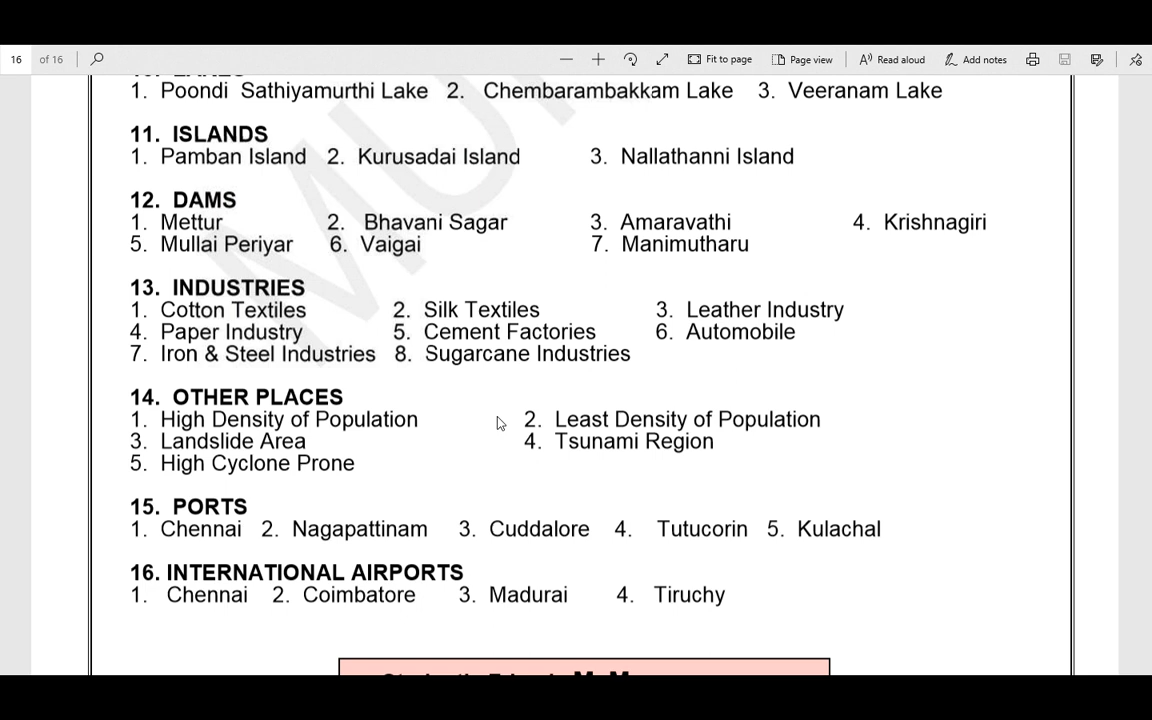 16 of 16 Fit to page Page view Read aloud Add notes
1. Poondi Sathiyamurthi Lake 2. Chembarambakkam Lake 3. Veeranam Lake
11. ISLANDS
1. Pamban Island 2. Kurusadai Island 3. Nallathanni Island
12. DAMS
1. Mettur 2. Bhavani Sagar 3. Amaravathi 4. Krishnagiri
5. Mullai Periyar 6. Vaigai 7. Manimutharu
13. INDUSTRIES
1. Cotton Textiles 2. Silk Textiles 3. Leather Industry
4. Paper Industry 5. Cement Factories 6. Automobile
7. Iron & Steel Industries 8. Sugarcane Industries
14. OTHER PLACES
1. High Density of Population 2. Least Density of Population
3. Landslide Area 4. Tsunami Region
5. High Cyclone Prone
15. PORTS
1. Chennai 2. Nagapattinam 3. Cuddalore 4. Tutucorin 5. Kulachal
16. INTERNATIONAL AIRPORTS
1. Chennai 2. Coimbatore 3. Madurai 4. Tiruchy